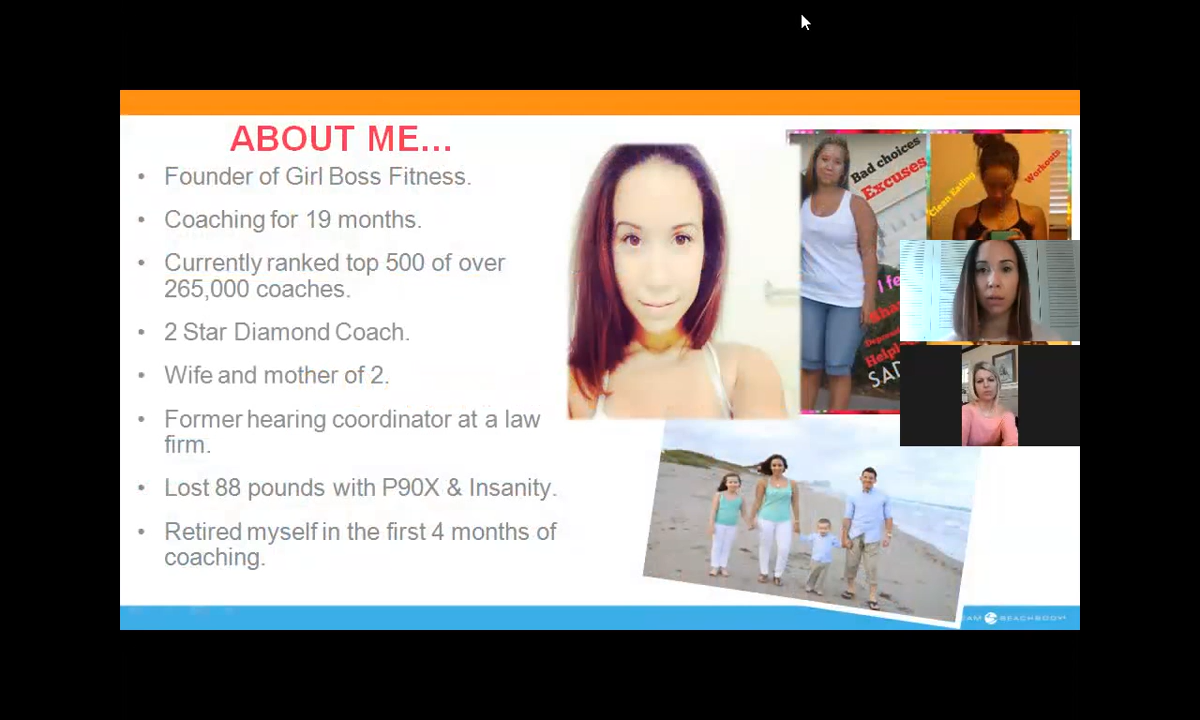 ABOUT ME...
• Founder of Girl Boss Fitness.
• Coaching for 19 months.
• Currently ranked top 500 of over
265,000 coaches.
• 2 Star Diamond Coach.
• Wife and mother of 2.
• Former hearing coordinator at a law
firm.
• Lost 88 pounds with P90X & Insanity.
• Retired myself in the first 4 months of
coaching.
Bad choices
Excuses
Clean Eating
Workouts
I fe
BEACHBODY